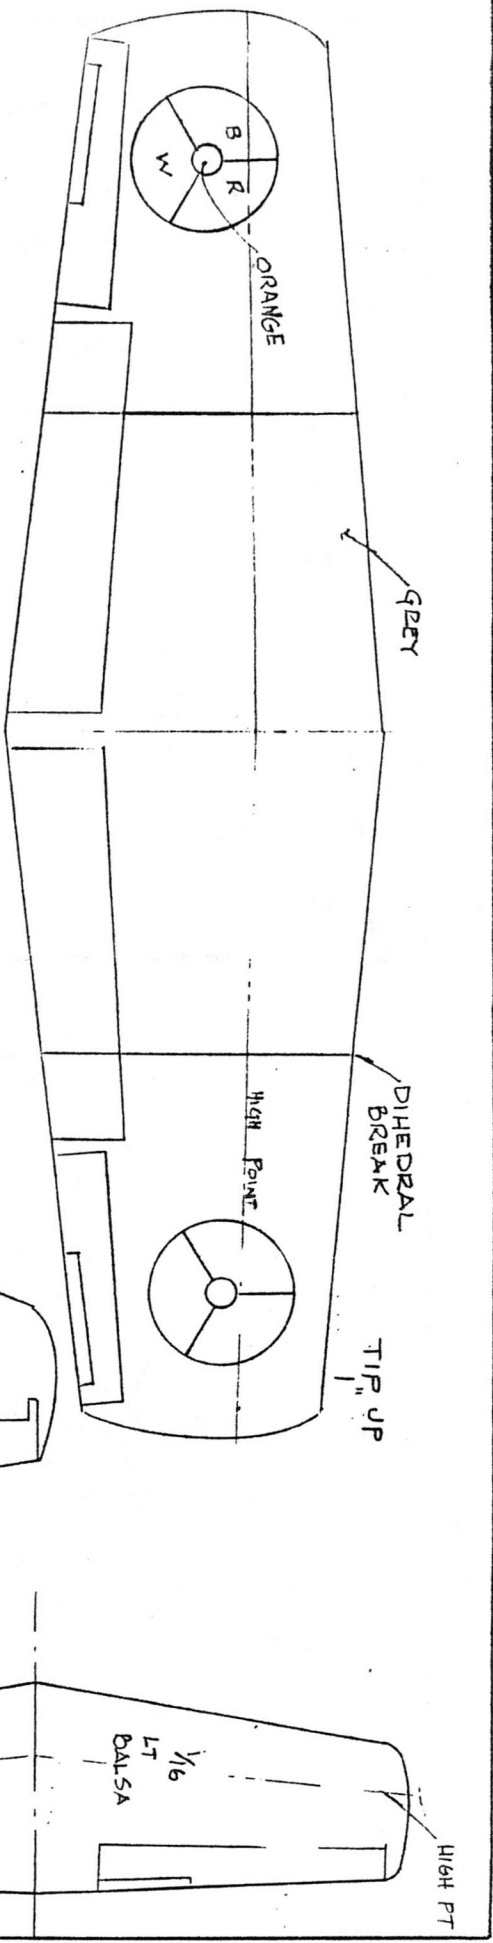 B
R
W
ORANGE
GREY
DIHEDRAL
BREAK
HIGH POINT
TIP UP
1"
1/16
LT
BALSA
HIGH PT